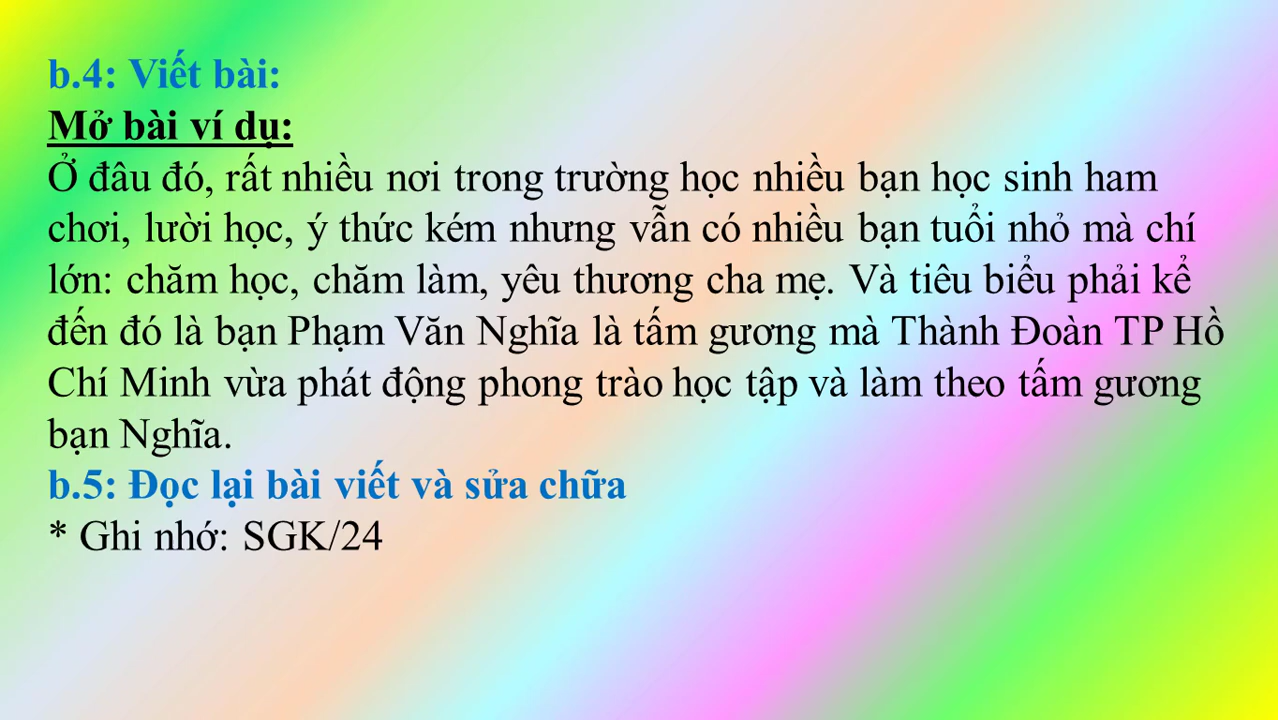 b.4: Viết bài:
Mở bài ví dụ:
Ở đâu đó, rất nhiều nơi trong trường học nhiều bạn học sinh ham
chơi, lười học, ý thức kém nhưng vẫn có nhiều bạn tuổi nhỏ mà chí
lớn: chăm học, chăm làm, yêu thương cha mẹ. Và tiêu biểu phải kể
đến đó là bạn Phạm Văn Nghĩa là tấm gương mà Thành Đoàn TP Hồ
Chí Minh vừa phát động phong trào học tập và làm theo tấm gương
bạn Nghĩa.
b.5: Đọc lại bài viết và sửa chữa
* Ghi nhớ: SGK/24